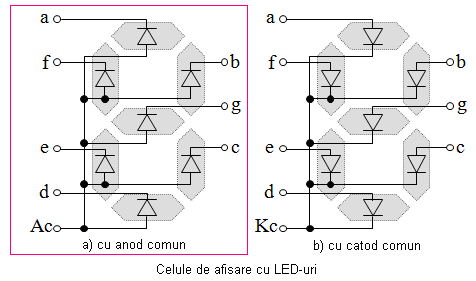 a
f
b
g
e
c
d
Ac
a) cu anod comun
a
f
b
g
e
c
d
Kc
b) cu catod comun
Celule de afisare cu LED-uri